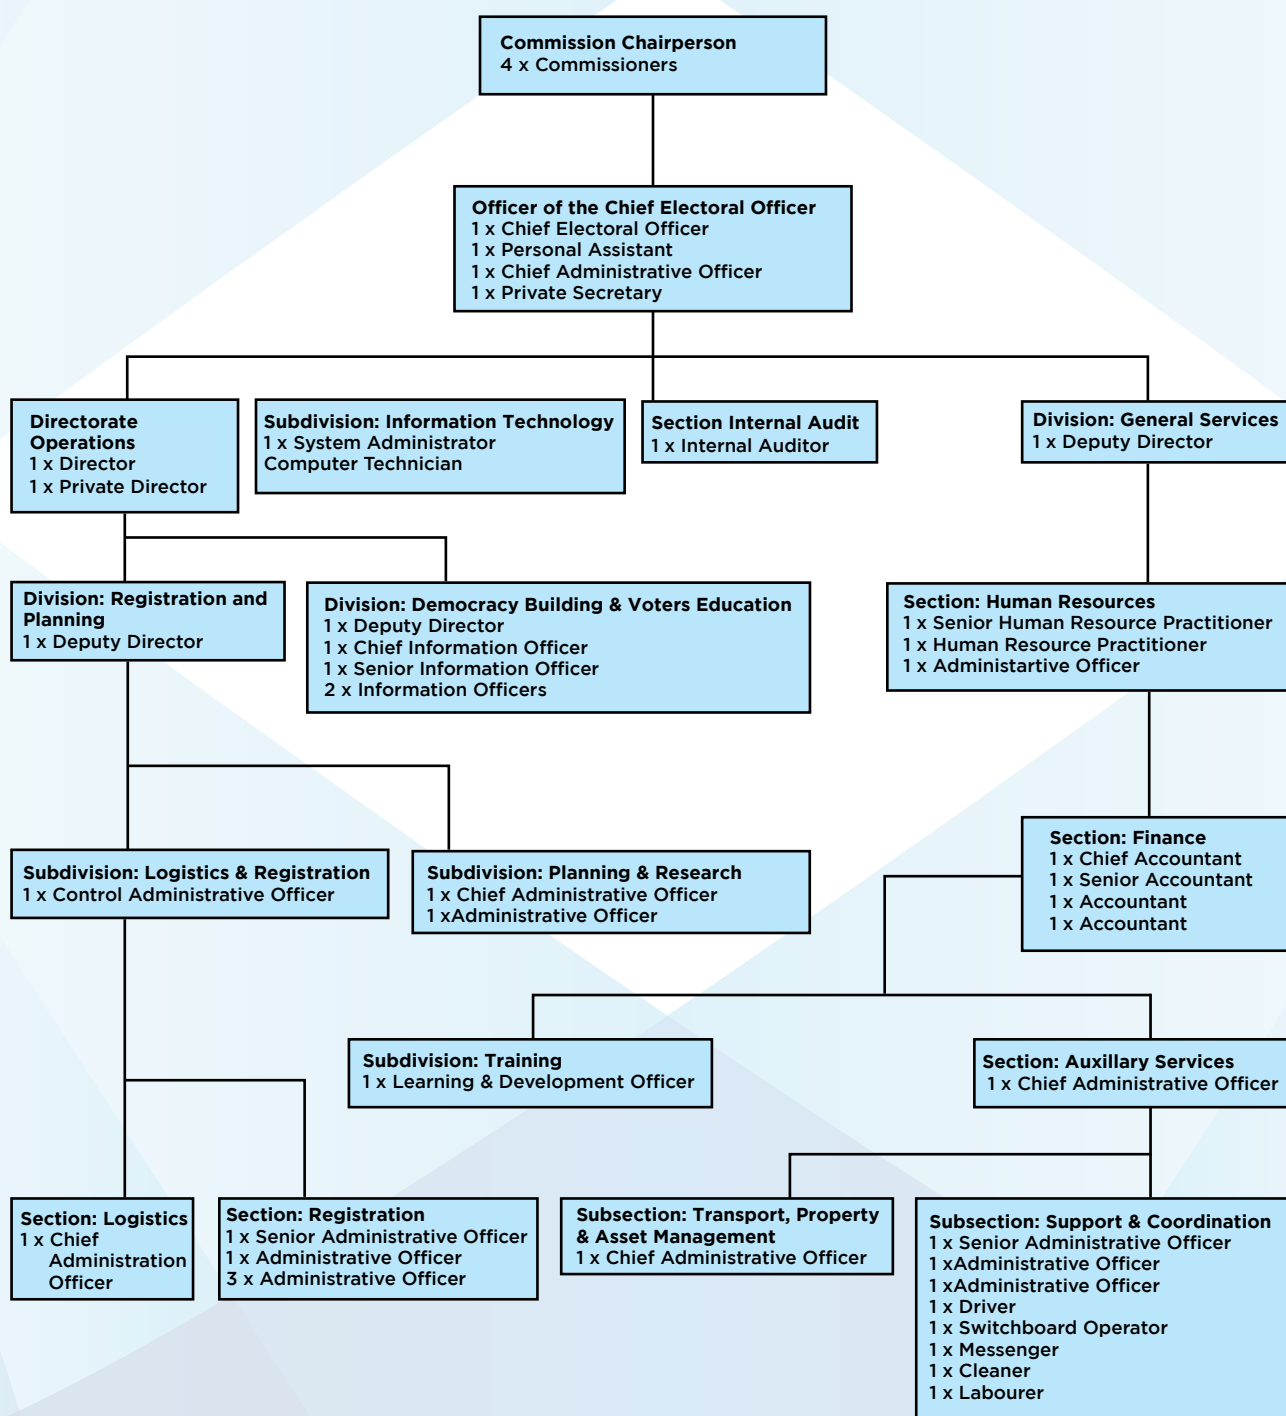 Commission Chairperson
4 x Commissioners
Officer of the Chief Electoral Officer
1 x Chief Electoral Officer
1 x Personal Assistant
1 x Chief Administrative Officer
1 x Private Secretary
Directorate
Operations
1 x Director
1 x Private Director
Subdivision: Information Technology
1 x System Administrator
Computer Technician
Section Internal Audit
1 x Internal Auditor
Division: General Services
1 x Deputy Director
Division: Registration and
Planning
1 x Deputy Director
Division: Democracy Building & Voters Education
1 x Deputy Director
1 x Chief Information Officer
1 x Senior Information Officer
2 x Information Officers
Section: Human Resources
1 x Senior Human Resource Practitioner
1 x Human Resource Practitioner
1 x Administartive Officer
Subdivision: Logistics & Registration
1 x Control Administrative Officer
Subdivision: Planning & Research
1 x Chief Administrative Officer
1 xAdministrative Officer
Section: Finance
1 x Chief Accountant
1 x Senior Accountant
1 x Accountant
1 x Accountant
Subdivision: Training
1 x Learning & Development Officer
Section: Auxillary Services
1 x Chief Administrative Officer
Section: Logistics
1 x Chief
Administration
Officer
Section: Registration
1 x Senior Administrative Officer
1 x Administrative Officer
3 x Administrative Officer
Subsection: Transport, Property
& Asset Management
1 x Chief Administrative Officer
Subsection: Support & Coordination
1 x Senior Administrative Officer
1 xAdministrative Officer
1 xAdministrative Officer
1 x Driver
1 x Switchboard Operator
1 x Messenger
1 x Cleaner
1 x Labourer